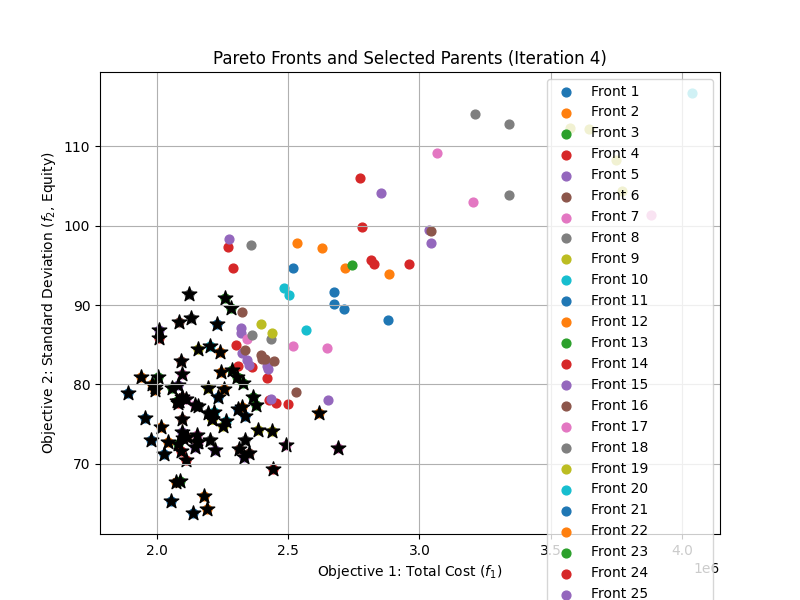 Pareto Fronts and Selected Parents (Iteration 4)
Objective 2: Standard Deviation (f₂, Equity)
110
100
90
80
70
2.0
2.5
3.0
3.5
4.0
1e6
Objective 1: Total Cost (f₁)
Front 1
Front 2
Front 3
Front 4
Front 5
Front 6
Front 7
Front 8
Front 9
Front 10
Front 11
Front 12
Front 13
Front 14
Front 15
Front 16
Front 17
Front 18
Front 19
Front 20
Front 21
Front 22
Front 23
Front 24
Front 25